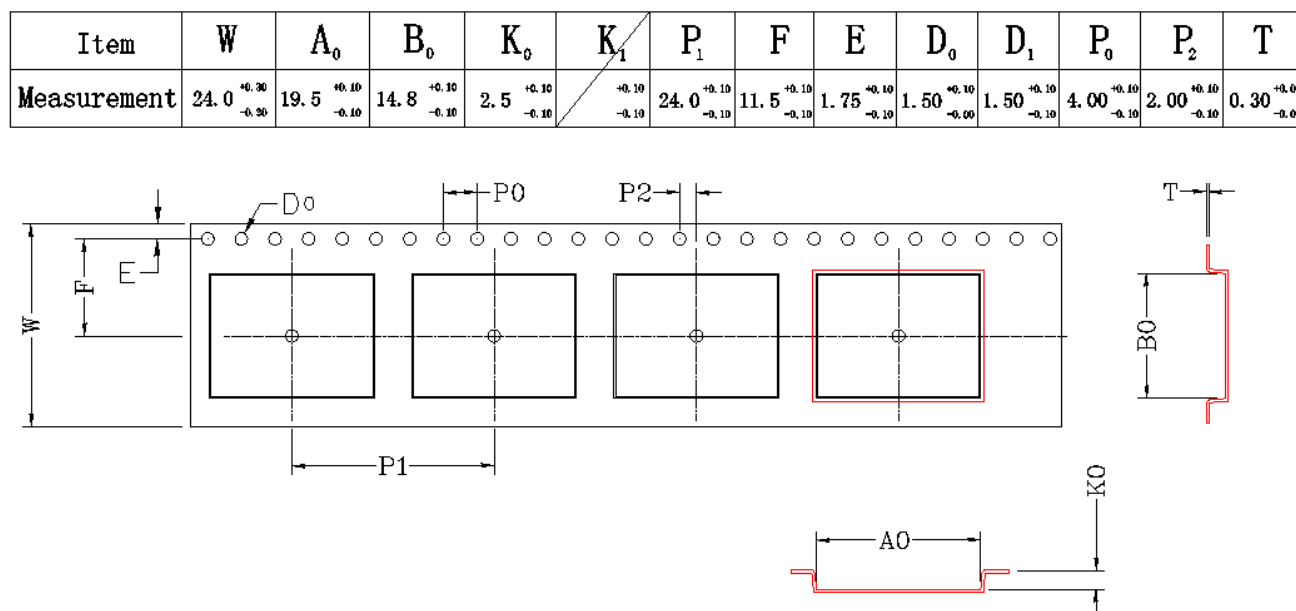 Item W A₀ B₀ K₀ K₁ P₁ F E D₀ D₁ P₀ P₂ T
Measurement 24.0 +0.30 -0.30 19.5 +0.10 -0.10 14.8 +0.10 -0.10 2.5 +0.10 -0.10 +0.10 -0.10 24.0 +0.10 -0.10 11.5 +0.10 -0.10 1.75 +0.10 -0.10 1.50 +0.10 -0.00 1.50 +0.10 -0.10 4.00 +0.10 -0.10 2.00 +0.10 -0.10 0.30
D0
P0
P2
T
E
F
W
B0
P1
K0
A0